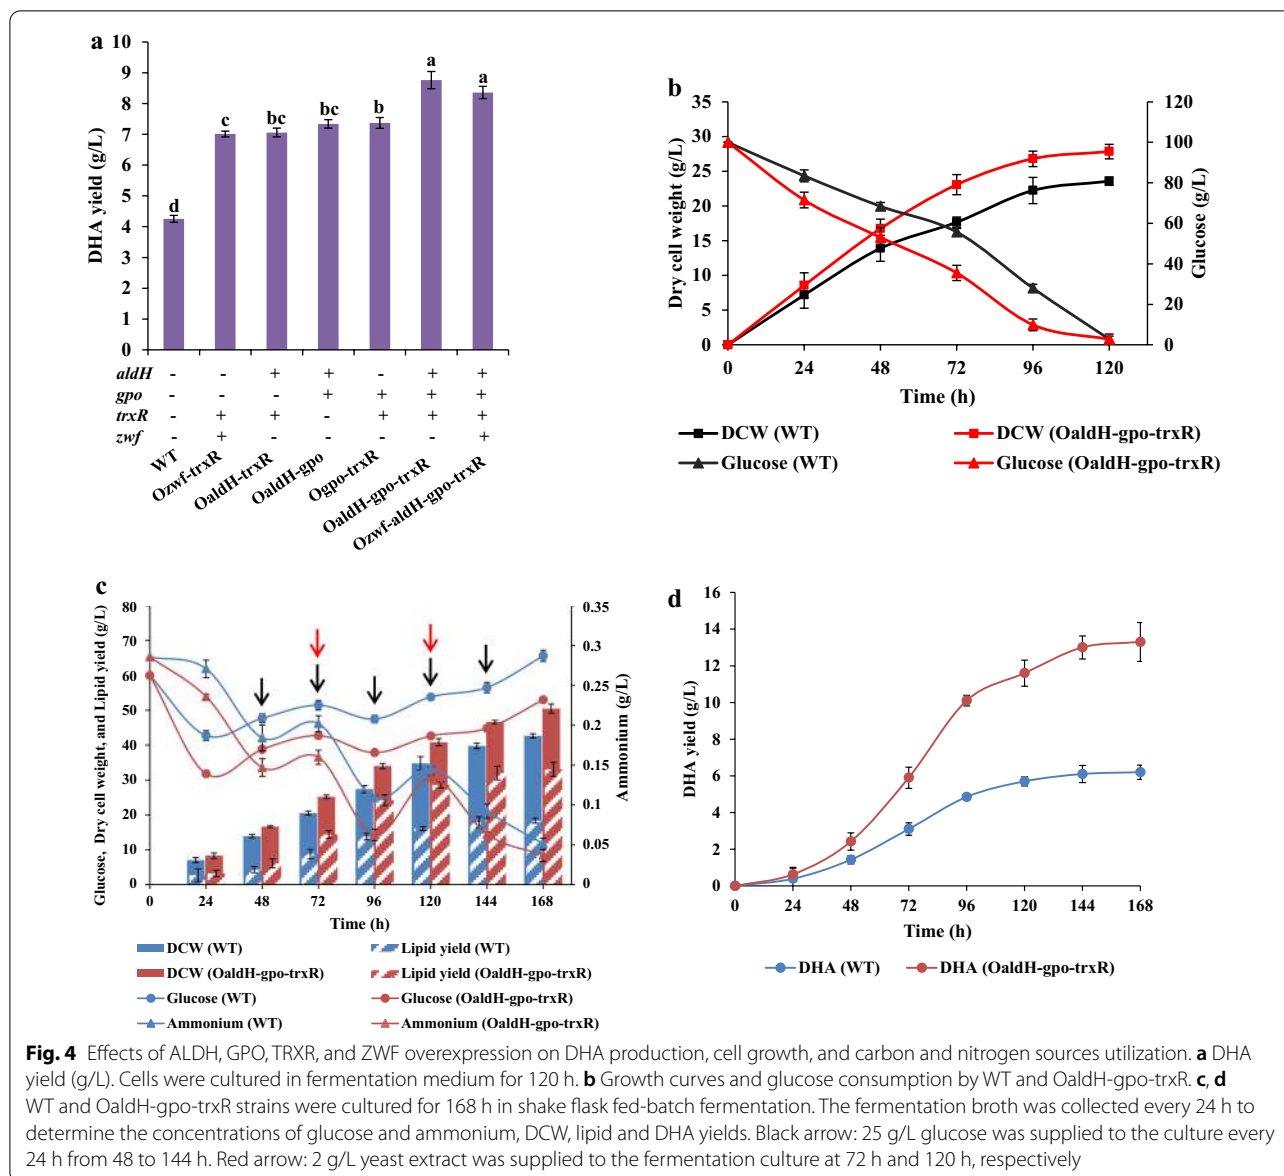 a
10
9
8
7
6
5
4
3
2
1
0
DHA yield (g/L)
d
c
bc
bc
b
a
a
aldH - - + + - + +
gpo - - - + + + +
trxR - + + - + + +
zwf - + - - - - +
WT
Ozwf-trxR
OaldH-trxR
OaldH-gpo
Ogpo-trxR
OaldH-gpo-trxR
Ozwf-aldH-gpo-trxR
b
35
30
25
20
15
10
5
0
Dry cell weight (g/L)
120
100
80
60
40
20
0
Glucose (g/L)
0 24 48 72 96 120
Time (h)
DCW (WT) DCW (OaldH-gpo-trxR)
Glucose (WT) Glucose (OaldH-gpo-trxR)
c
80
70
60
50
40
30
20
10
0
Glucose, Dry cell weight, and Lipid yield (g/L)
0.35
0.3
0.25
0.2
0.15
0.1
0.05
0
Ammonium (g/L)
0 24 48 72 96 120 144 168
Time (h)
DCW (WT) Lipid yield (WT)
DCW (OaldH-gpo-trxR) Lipid yield (OaldH-gpo-trxR)
Glucose (WT) Glucose (OaldH-gpo-trxR)
Ammonium (WT) Ammonium (OaldH-gpo-trxR)
d
16
14
12
10
8
6
4
2
0
DHA yield (g/L)
0 24 48 72 96 120 144 168
Time (h)
DHA (WT) DHA (OaldH-gpo-trxR)
Fig. 4 Effects of ALDH, GPO, TRXR, and ZWF overexpression on DHA production, cell growth, and carbon and nitrogen sources utilization. a DHA
yield (g/L). Cells were cultured in fermentation medium for 120 h. b Growth curves and glucose consumption by WT and OaldH-gpo-trxR. c, d
WT and OaldH-gpo-trxR strains were cultured for 168 h in shake flask fed-batch fermentation. The fermentation broth was collected every 24 h to
determine the concentrations of glucose and ammonium, DCW, lipid and DHA yields. Black arrow: 25 g/L glucose was supplied to the culture every
24 h from 48 to 144 h. Red arrow: 2 g/L yeast extract was supplied to the fermentation culture at 72 h and 120 h, respectively